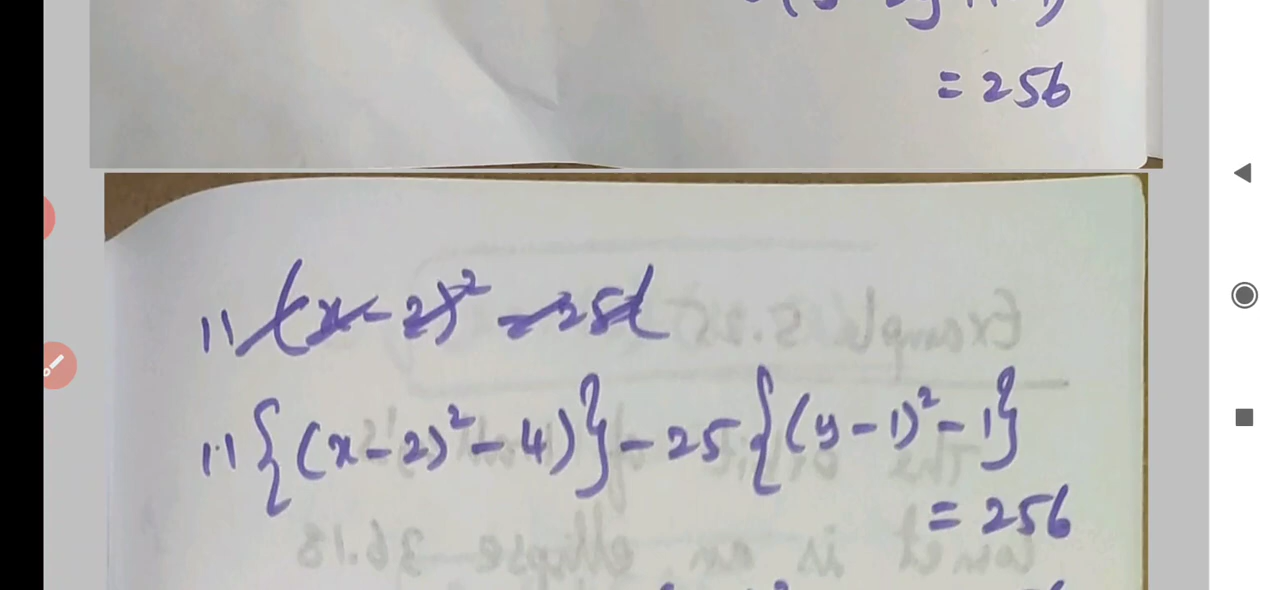 = 256
11 (x-2)² - 25(
11 {(x-2)² - 4)} - 25 {(y-1)² - 1}
= 256